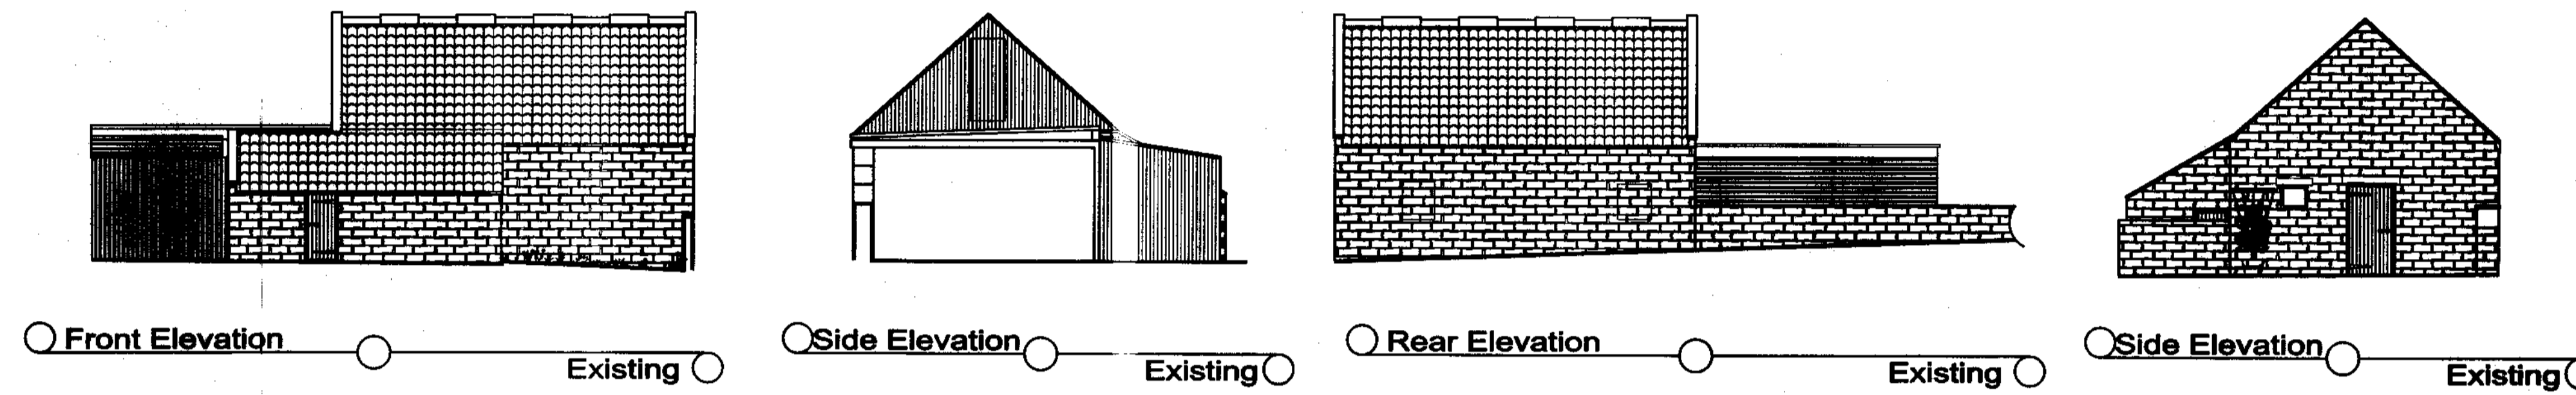 Front Elevation
Existing
Side Elevation
Existing
Rear Elevation
Existing
Side Elevation
Existing